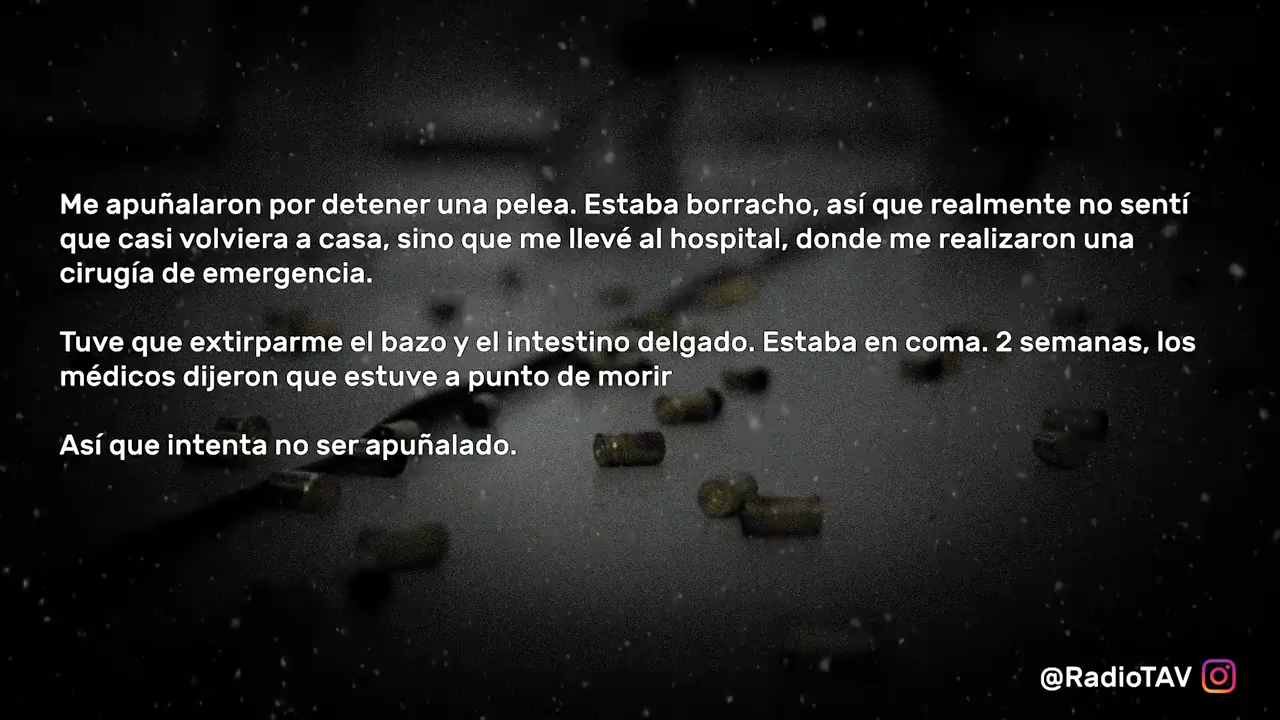 Me apuñalaron por detener una pelea. Estaba borracho, así que realmente no sentí
que casi volviera a casa, sino que me llevé al hospital, donde me realizaron una
cirugía de emergencia.
Tuve que extirparme el bazo y el intestino delgado. Estaba en coma. 2 semanas, los
médicos dijeron que estuve a punto de morir
Así que intenta no ser apuñalado.
@RadioTAV